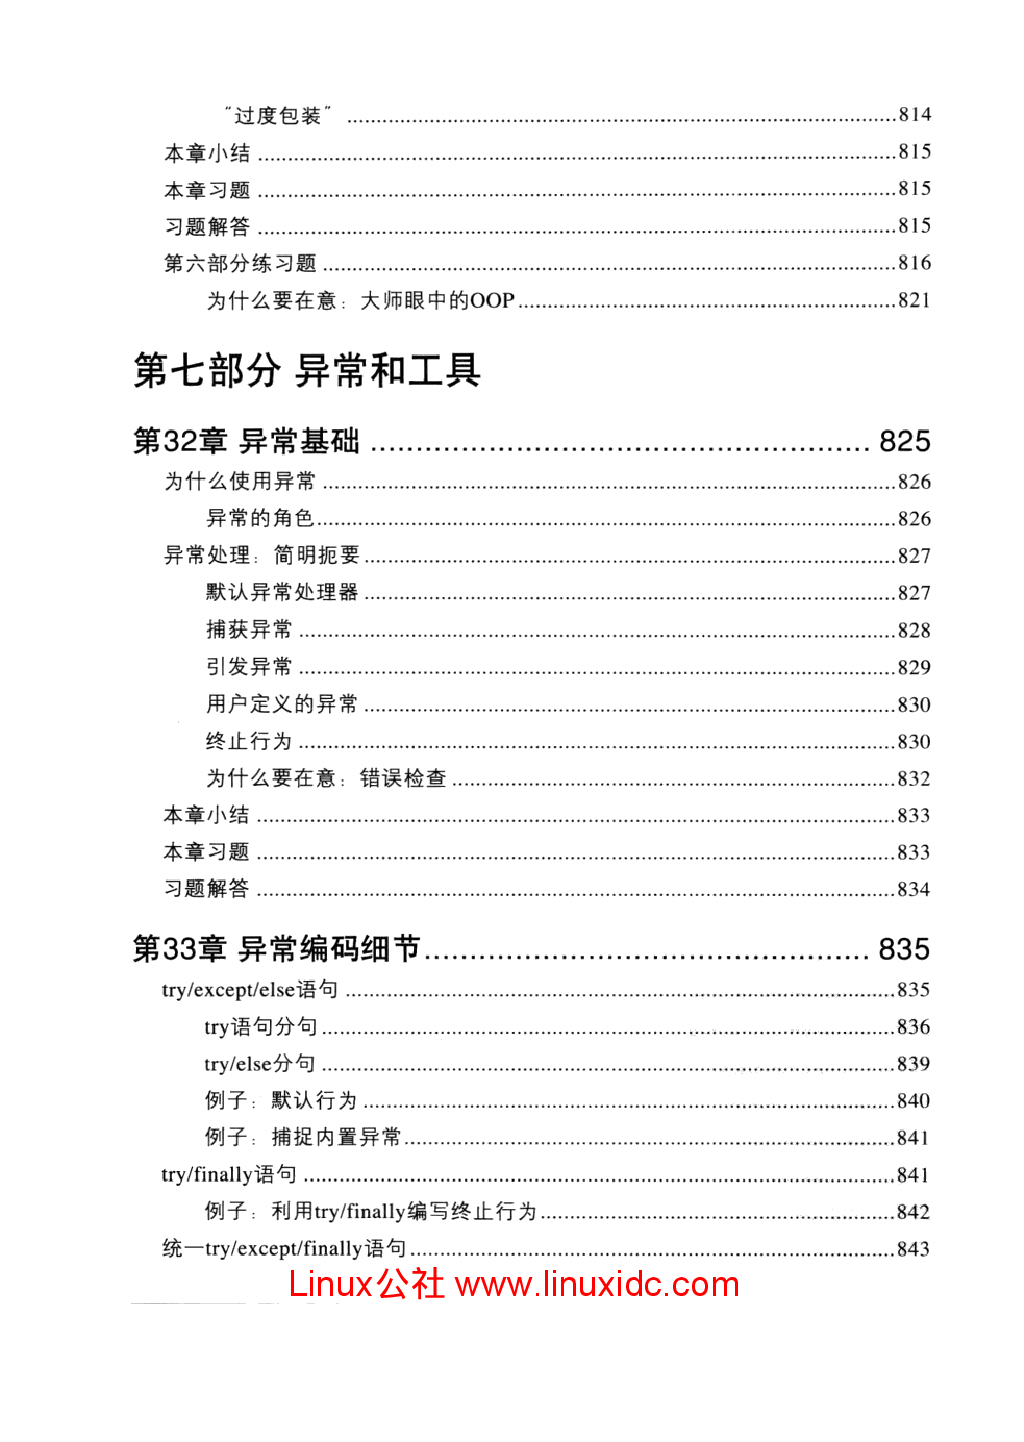 “过度包装” ....................814
本章小结 ....................815
本章习题 ....................815
习题解答 ....................815
第六部分练习题 ....................816
为什么要在意：大师眼中的OOP ....................821
第七部分 异常和工具
第32章 异常基础 .................... 825
为什么使用异常 ....................826
异常的角色 ....................826
异常处理：简明扼要 ....................827
默认异常处理器 ....................827
捕获异常 ....................828
引发异常 ....................829
用户定义的异常 ....................830
终止行为 ....................830
为什么要在意：错误检查 ....................832
本章小结 ....................833
本章习题 ....................833
习题解答 ....................834
第33章 异常编码细节 .................... 835
try/except/else语句 ....................835
try语句分句 ....................836
try/else分句 ....................839
例子：默认行为 ....................840
例子：捕捉内置异常 ....................841
try/finally语句 ....................841
例子：利用try/finally编写终止行为 ....................842
统一try/except/finally语句 ....................843
Linux公社 www.linuxidc.com